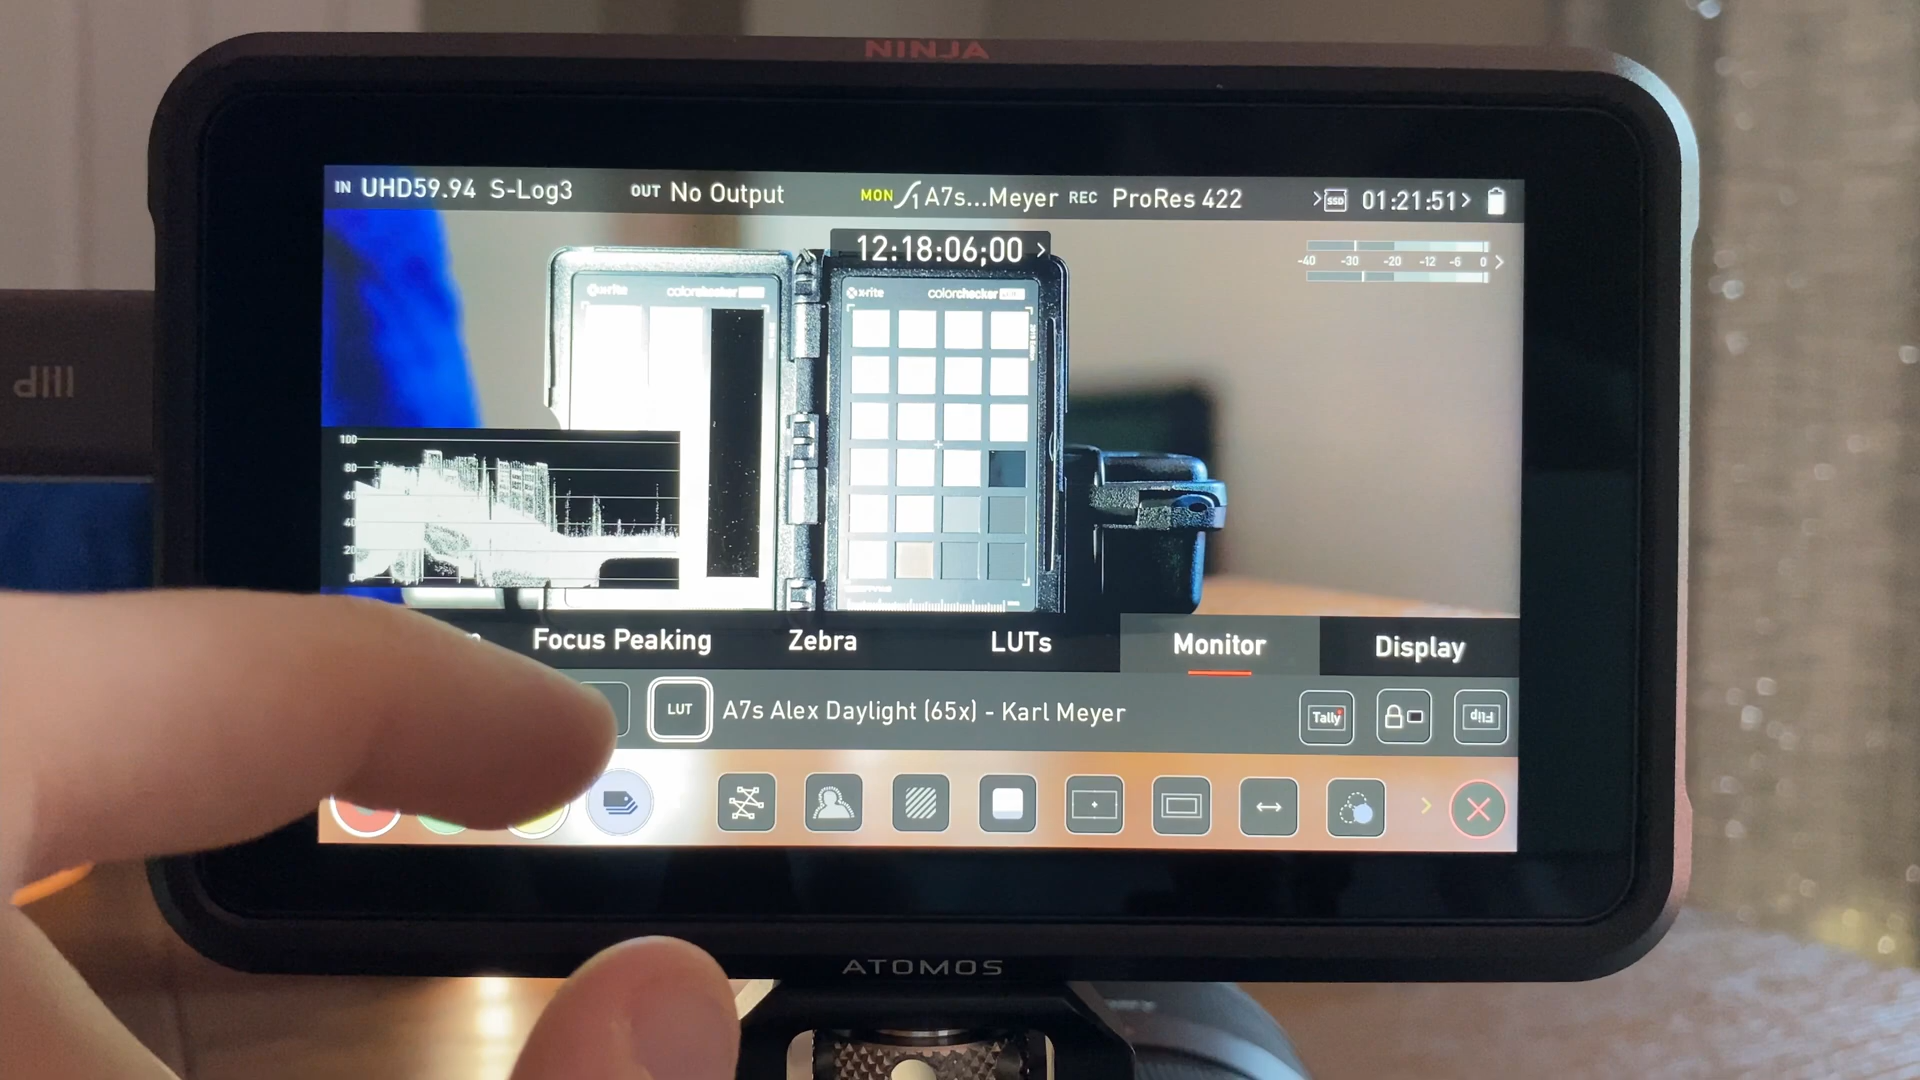 NINJA
IN UHD59.94 S-Log3 OUT No Output MON A7s...Meyer REC ProRes 422 SSD 01:21:51
12:18:06;00
-40 -30 -20 -12 -6 0
x-rite colorchecker
x-rite colorchecker
100
80
60
40
20
0
Focus Peaking Zebra LUTs Monitor Display
LUT A7s Alex Daylight (65x) - Karl Meyer Tally Flip
ATOMOS